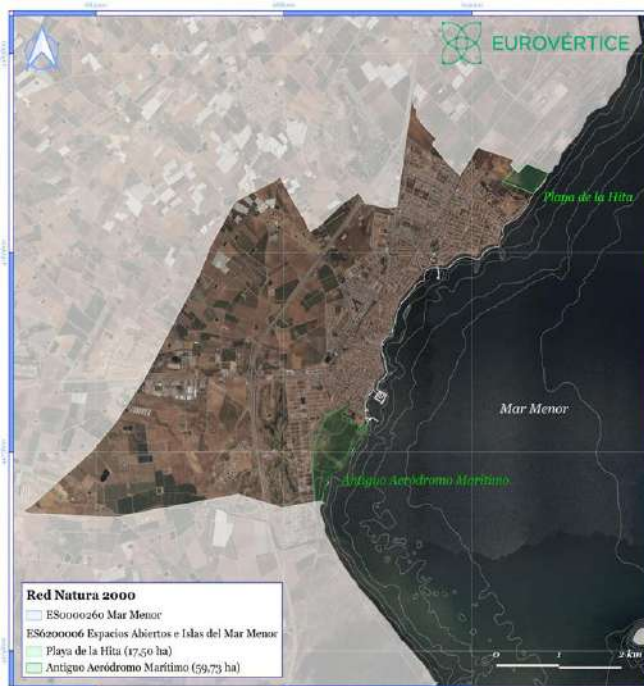 EUROVÉRTICE
Playa de la Hita
Mar Menor
Antiguo Aeródromo Marítimo
Red Natura 2000
ES0000260 Mar Menor
ES6200006 Espacios Abiertos e Islas del Mar Menor
Playa de la Hita (17,50 ha)
Antiguo Aeródromo Marítimo (59,73 ha)
0 1 2 km